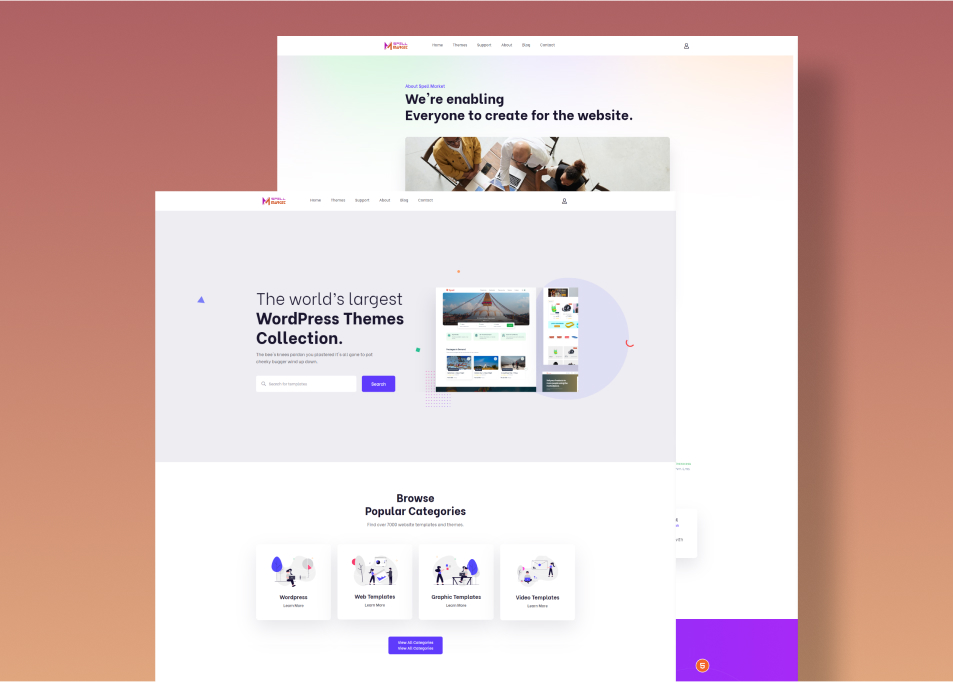 SPELL
MARKET
Home Themes Support About Blog Contact
About Spell Market
We're enabling
Everyone to create for the website.
SPELL
MARKET
Home Themes Support About Blog Contact
The world's largest
WordPress Themes
Collection.
The bee's knees pardon you plastered it's all gone to pot
cheeky bugger wind up down.
Search for templates
Search
Browse
Popular Categories
Find over 7000 website templates and themes.
Wordpress
Learn More
Web Templates
Learn More
Graphic Templates
Learn More
Video Templates
Learn More
View All Categories
View All Categories
5